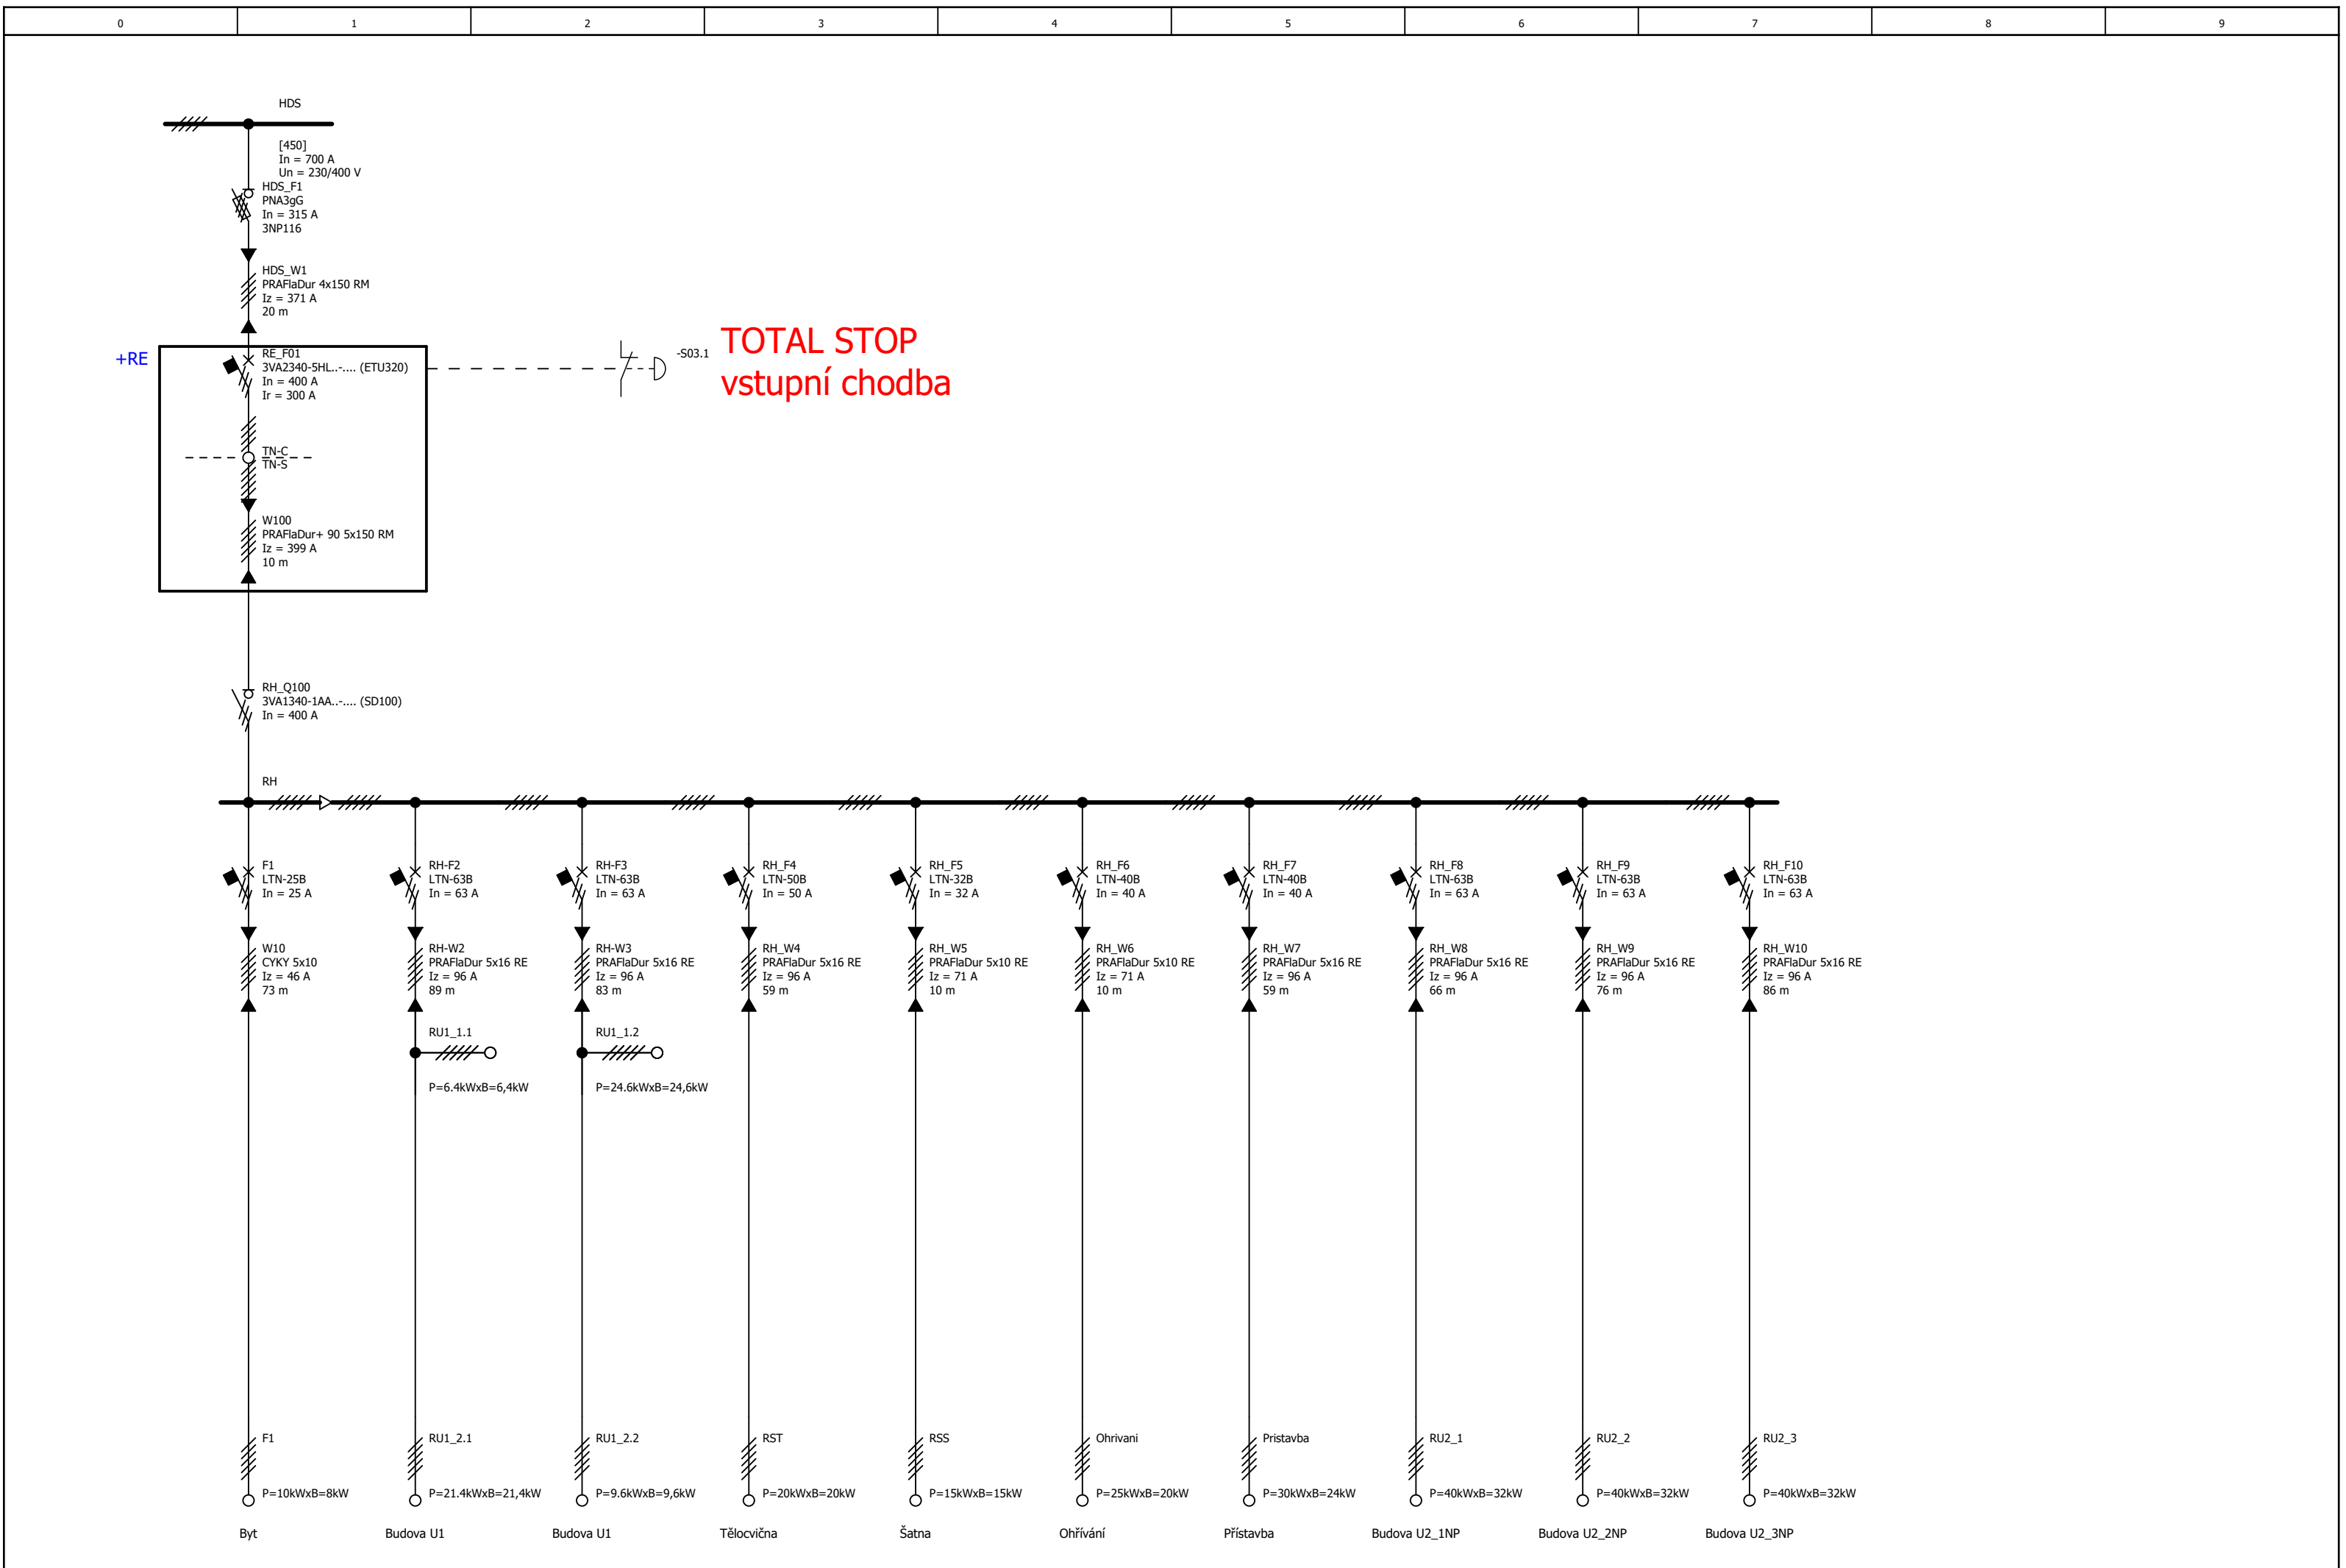 0 1 2 3 4 5 6 7 8 9
HDS
[450]
In = 700 A
Un = 230/400 V
HDS_F1
PNA3gG
In = 315 A
3NP116
HDS_W1
PRAFlaDur 4x150 RM
Iz = 371 A
20 m
+RE
RE_F01
3VA2340-5HL..-.... (ETU320)
In = 400 A
Ir = 300 A
-S03.1
TOTAL STOP
vstupní chodba
TN-C
TN-S
W100
PRAFlaDur+ 90 5x150 RM
Iz = 399 A
10 m
RH_Q100
3VA1340-1AA..-.... (SD100)
In = 400 A
RH
F1
LTN-25B
In = 25 A
RH-F2
LTN-63B
In = 63 A
RH-F3
LTN-63B
In = 63 A
RH_F4
LTN-50B
In = 50 A
RH_F5
LTN-32B
In = 32 A
RH_F6
LTN-40B
In = 40 A
RH_F7
LTN-40B
In = 40 A
RH_F8
LTN-63B
In = 63 A
RH_F9
LTN-63B
In = 63 A
RH_F10
LTN-63B
In = 63 A
W10
CYKY 5x10
Iz = 46 A
73 m
RH-W2
PRAFlaDur 5x16 RE
Iz = 96 A
89 m
RH-W3
PRAFlaDur 5x16 RE
Iz = 96 A
83 m
RH_W4
PRAFlaDur 5x16 RE
Iz = 96 A
59 m
RH_W5
PRAFlaDur 5x10 RE
Iz = 71 A
10 m
RH_W6
PRAFlaDur 5x10 RE
Iz = 71 A
10 m
RH_W7
PRAFlaDur 5x16 RE
Iz = 96 A
59 m
RH_W8
PRAFlaDur 5x16 RE
Iz = 96 A
66 m
RH_W9
PRAFlaDur 5x16 RE
Iz = 96 A
76 m
RH_W10
PRAFlaDur 5x16 RE
Iz = 96 A
86 m
RU1_1.1
P=6.4kWxB=6,4kW
RU1_1.2
P=24.6kWxB=24,6kW
F1
P=10kWxB=8kW
Byt
RU1_2.1
P=21.4kWxB=21,4kW
Budova U1
RU1_2.2
P=9.6kWxB=9,6kW
Budova U1
RST
P=20kWxB=20kW
Tělocvična
RSS
P=15kWxB=15kW
Šatna
Ohrivani
P=25kWxB=20kW
Ohřívání
Pristavba
P=30kWxB=24kW
Přístavba
RU2_1
P=40kWxB=32kW
Budova U2_1NP
RU2_2
P=40kWxB=32kW
Budova U2_2NP
RU2_3
P=40kWxB=32kW
Budova U2_3NP